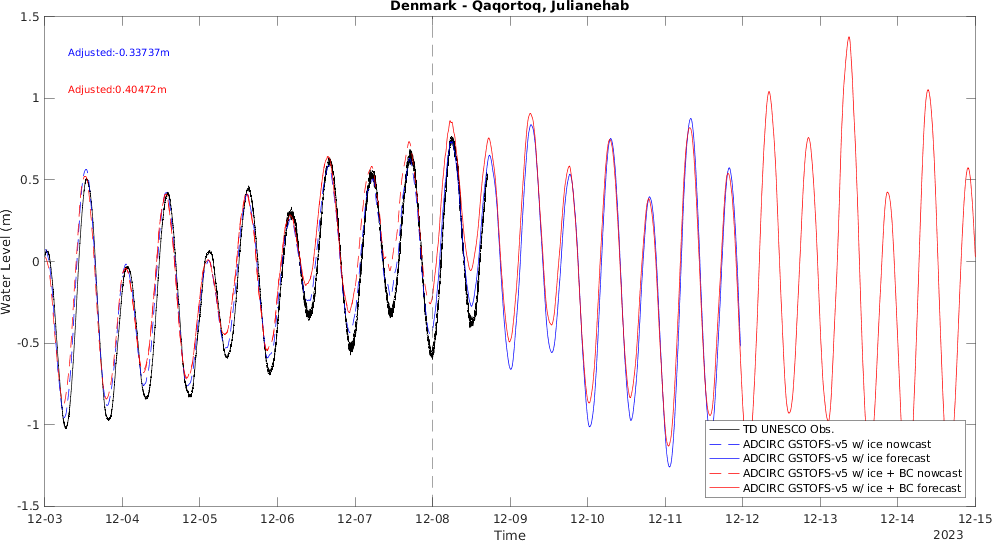 Denmark - Qaqortoq, Julianehab
1.5
1
0.5
0
-0.5
-1
-1.5
Water Level (m)
Adjusted:-0.33737m
Adjusted:0.40472m
TD UNESCO Obs.
ADCIRC GSTOFS-v5 w/ ice nowcast
ADCIRC GSTOFS-v5 w/ ice forecast
ADCIRC GSTOFS-v5 w/ ice + BC nowcast
ADCIRC GSTOFS-v5 w/ ice + BC forecast
12-03 12-04 12-05 12-06 12-07 12-08 12-09 12-10 12-11 12-12 12-13 12-14 12-15
Time
2023